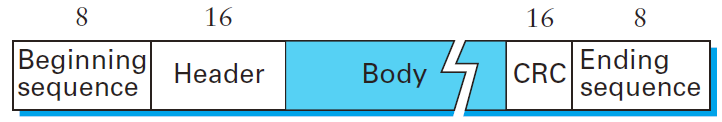 8 16 16 8
Beginning sequence Header Body CRC Ending sequence